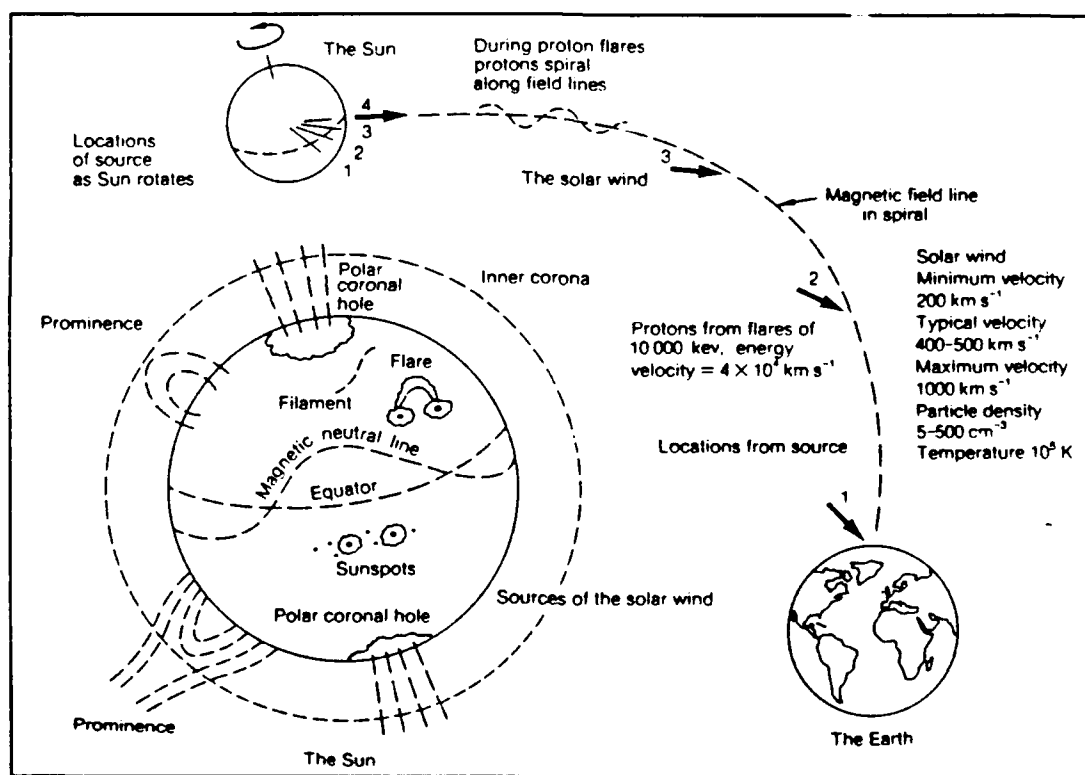 The Sun
During proton flares
protons spiral
along field lines
4
3
2
1
Locations
of source
as Sun rotates
3
The solar wind
Magnetic field line
in spiral
Solar wind
Minimum velocity
200 km s⁻¹
Typical velocity
400-500 km s⁻¹
Maximum velocity
1000 km s⁻¹
Particle density
5-500 cm⁻³
Temperature 10⁵ K
2
Protons from flares of
10 000 kev, energy
velocity = 4 × 10⁴ km s⁻¹
Locations from source
1
The Earth
Polar
coronal
hole
Inner corona
Prominence
Flare
Filament
Magnetic neutral line
Equator
Sunspots
Sources of the solar wind
Polar coronal hole
Prominence
The Sun